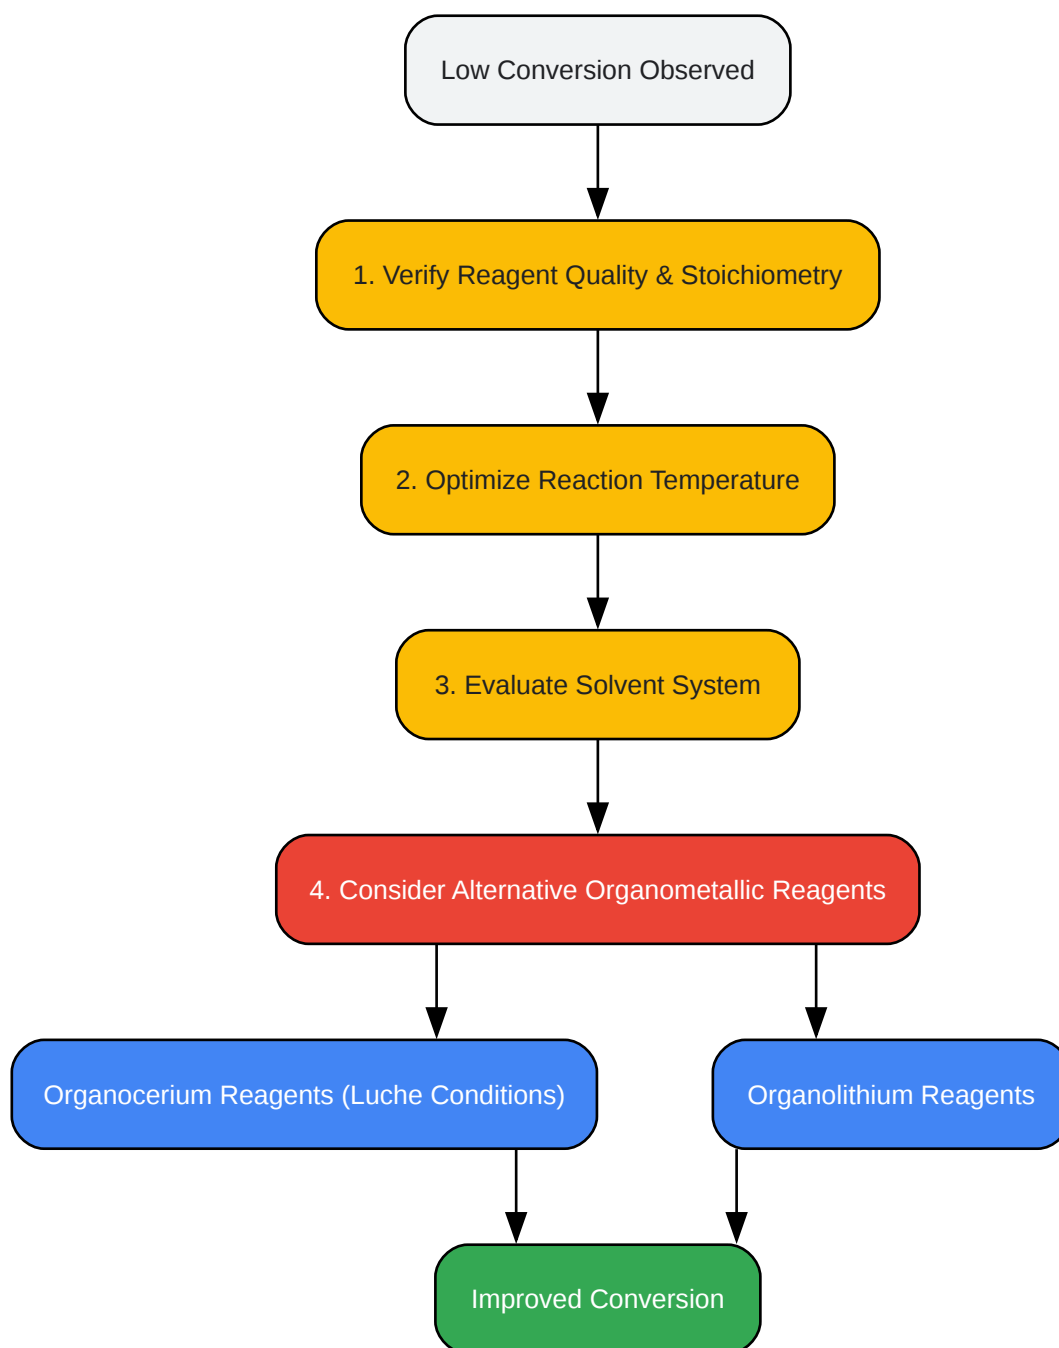 Low Conversion Observed
1. Verify Reagent Quality & Stoichiometry
2. Optimize Reaction Temperature
3. Evaluate Solvent System
4. Consider Alternative Organometallic Reagents
Organocerium Reagents (Luche Conditions)
Organolithium Reagents
Improved Conversion